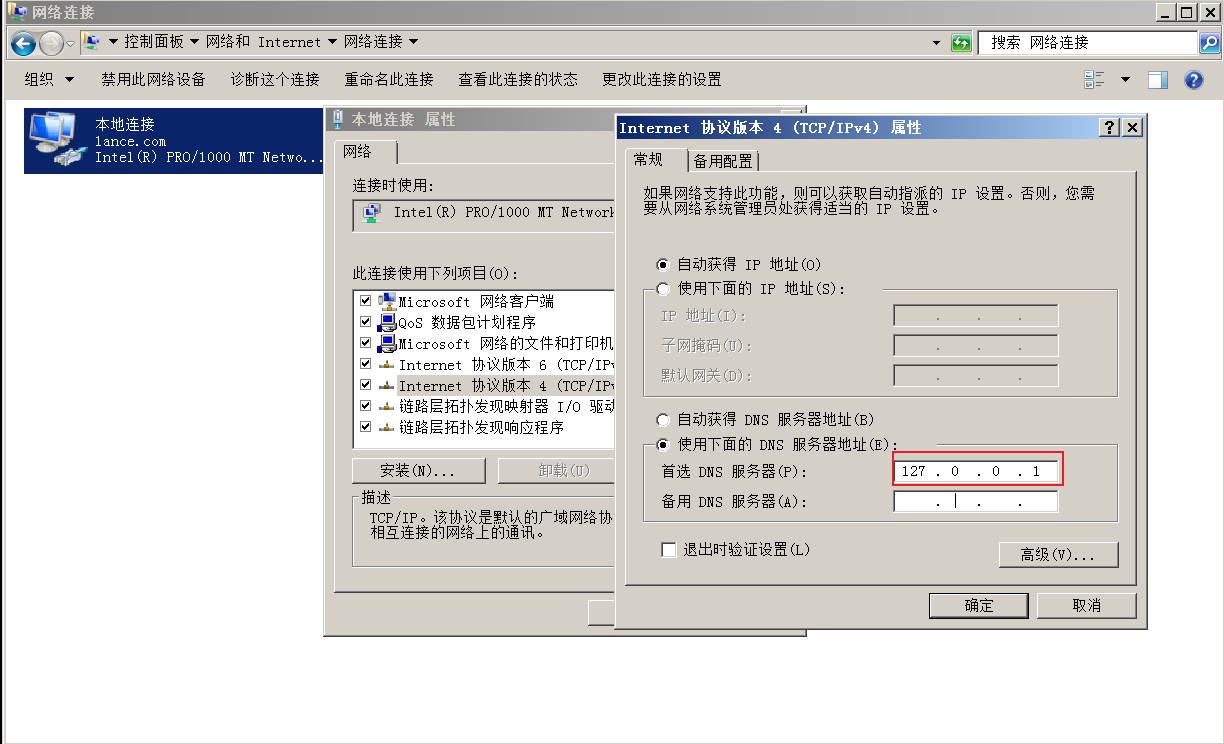 网络连接
控制面板 网络和 Internet 网络连接
搜索 网络连接
组织 禁用此网络设备 诊断这个连接 重命名此连接 查看此连接的状态 更改此连接的设置
本地连接
lance.com
Intel(R) PRO/1000 MT Netwo...
本地连接 属性
网络
连接时使用:
Intel(R) PRO/1000 MT Network
此连接使用下列项目(O):
Microsoft 网络客户端
QoS 数据包计划程序
Microsoft 网络的文件和打印机
Internet 协议版本 6 (TCP/IPv
Internet 协议版本 4 (TCP/IPv
链路层拓扑发现映射器 I/O 驱动
链路层拓扑发现响应程序
安装(N)... 卸载(U)
描述
TCP/IP。该协议是默认的广域网络协
相互连接的网络上的通讯。
Internet 协议版本 4 (TCP/IPv4) 属性
常规 备用配置
如果网络支持此功能，则可以获取自动指派的 IP 设置。否则，您需
要从网络系统管理员处获得适当的 IP 设置。
自动获得 IP 地址(O)
使用下面的 IP 地址(S):
IP 地址(I): . . .
子网掩码(U): . . .
默认网关(D): . . .
自动获得 DNS 服务器地址(B)
使用下面的 DNS 服务器地址(E):
首选 DNS 服务器(P): 127 . 0 . 0 . 1
备用 DNS 服务器(A): . . .
退出时验证设置(L)
高级(V)...
确定 取消